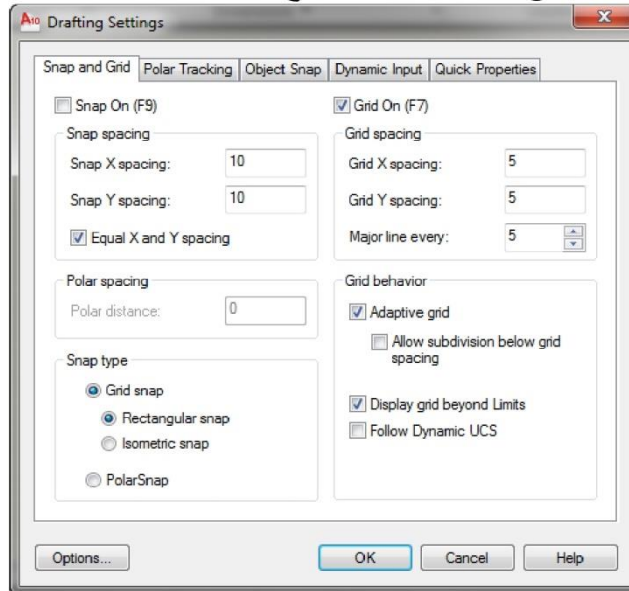 A10 Drafting Settings
Snap and Grid Polar Tracking Object Snap Dynamic Input Quick Properties
Snap On (F9)
Snap spacing
Snap X spacing: 10
Snap Y spacing: 10
Equal X and Y spacing
Polar spacing
Polar distance: 0
Snap type
Grid snap
Rectangular snap
Isometric snap
PolarSnap
Grid On (F7)
Grid spacing
Grid X spacing: 5
Grid Y spacing: 5
Major line every: 5
Grid behavior
Adaptive grid
Allow subdivision below grid
spacing
Display grid beyond Limits
Follow Dynamic UCS
Options... OK Cancel Help